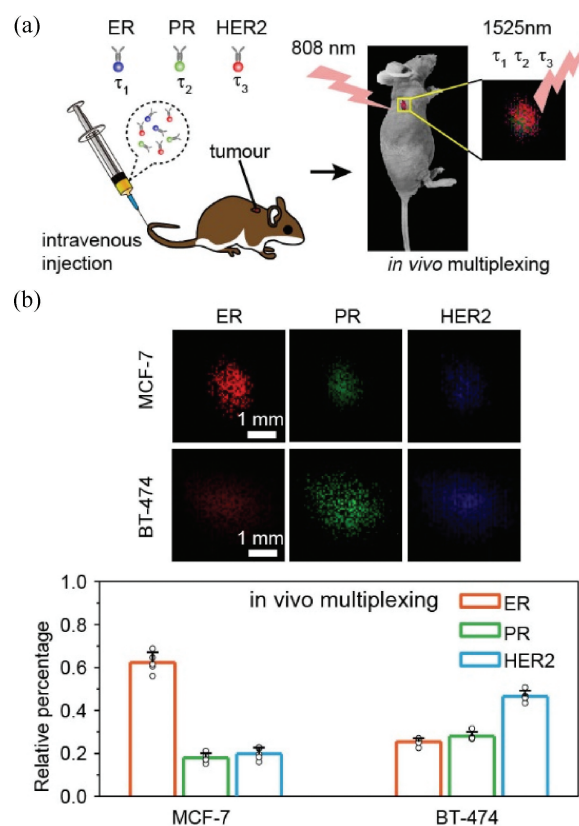 (a)
ER PR HER2
τ1 τ2 τ3
808 nm
1525nm
τ1 τ2 τ3
tumour
intravenous
injection
in vivo multiplexing
(b)
ER PR HER2
MCF-7
1 mm
BT-474
1 mm
in vivo multiplexing
ER
PR
HER2
Relative percentage
1.0
0.8
0.6
0.4
0.2
0.0
MCF-7 BT-474